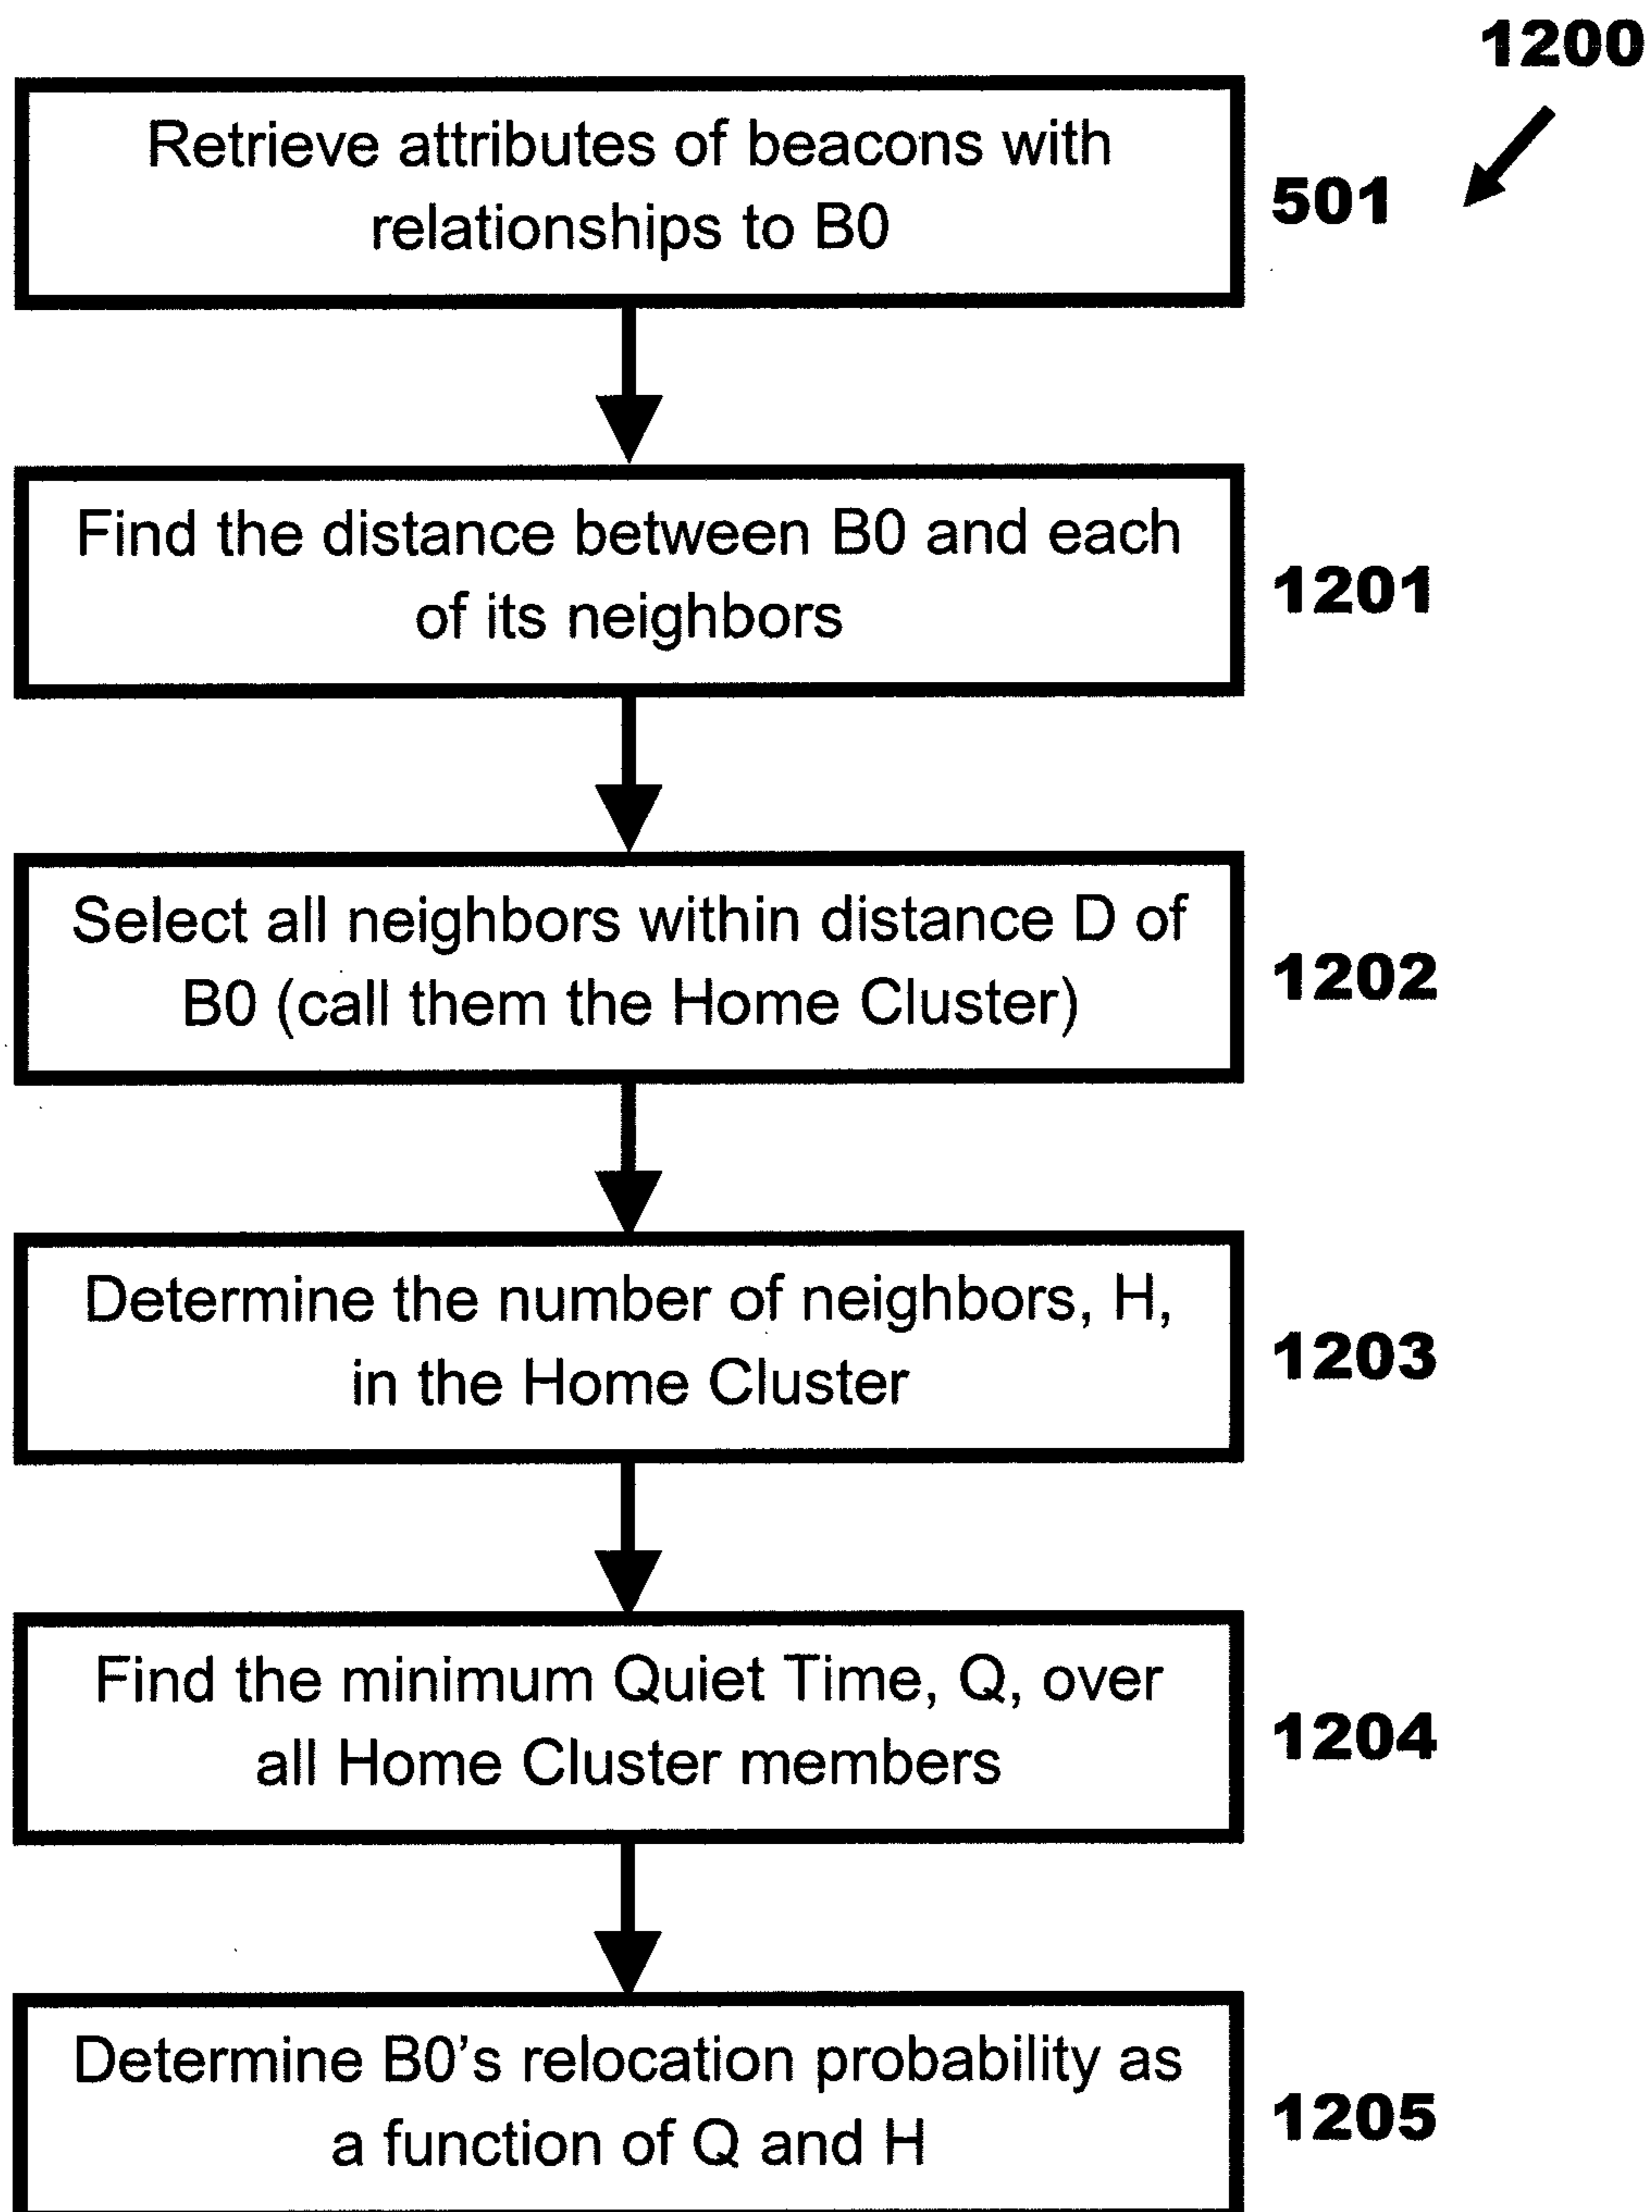 1200
Retrieve attributes of beacons with
relationships to B0
501
Find the distance between B0 and each
of its neighbors
1201
Select all neighbors within distance D of
B0 (call them the Home Cluster)
1202
Determine the number of neighbors, H,
in the Home Cluster
1203
Find the minimum Quiet Time, Q, over
all Home Cluster members
1204
Determine B0's relocation probability as
a function of Q and H
1205